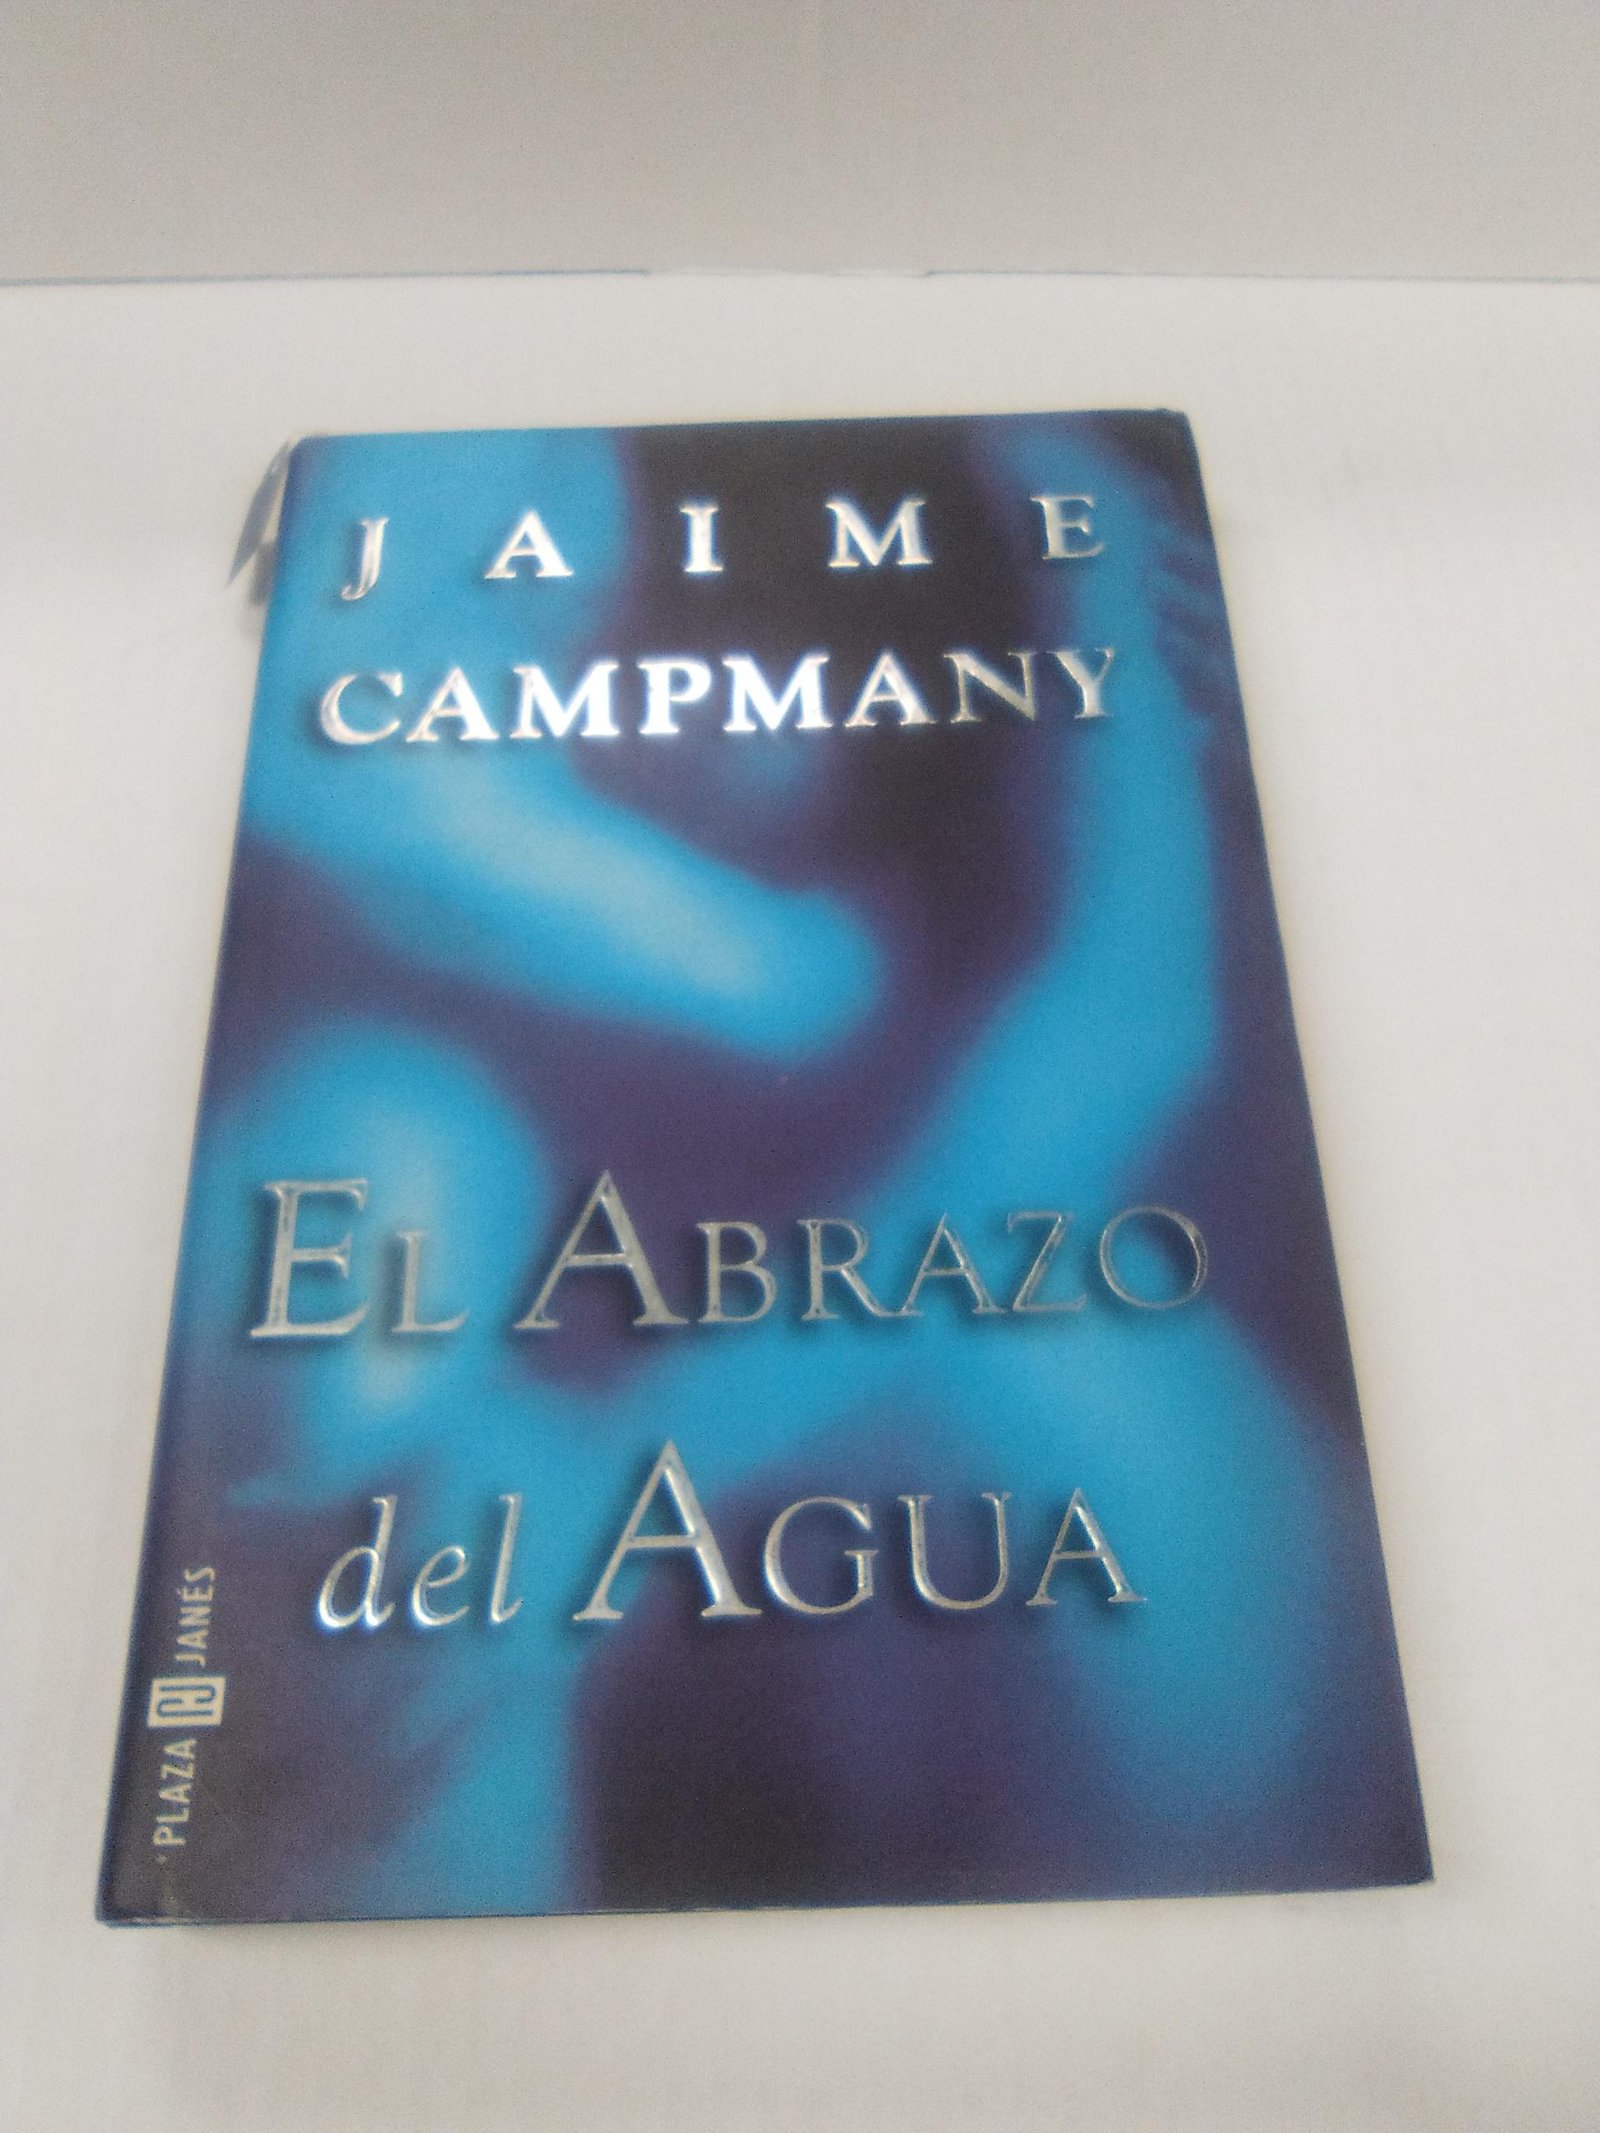 JAIME
CAMPMANY
EL ABRAZO
del AGUA
PLAZA PJ JANÉS